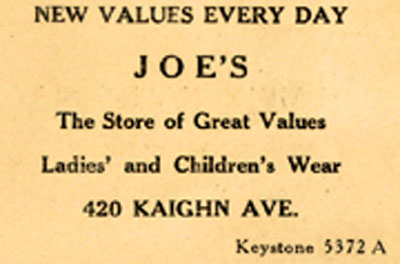 NEW VALUES EVERY DAY
JOE'S
The Store of Great Values
Ladies' and Children's Wear
420 KAIGHN AVE.
Keystone 5372 A